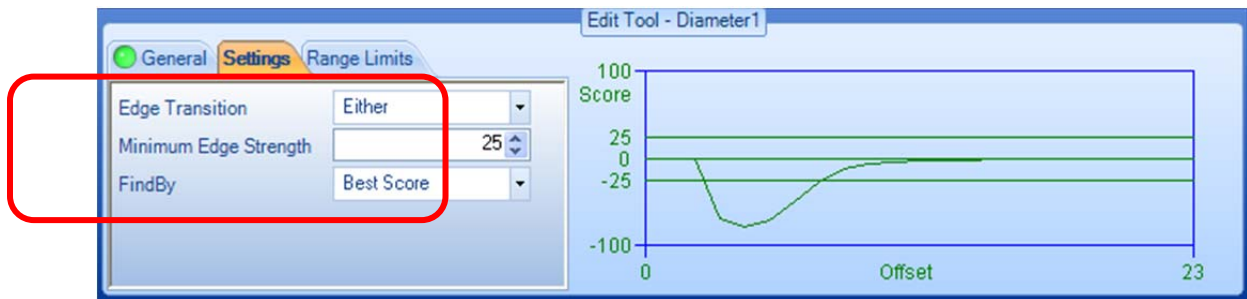 Edit Tool - Diameter1
General Settings Range Limits
Edge Transition Either
Minimum Edge Strength 25
FindBy Best Score
100
Score
25
0
-25
-100
0 Offset 23